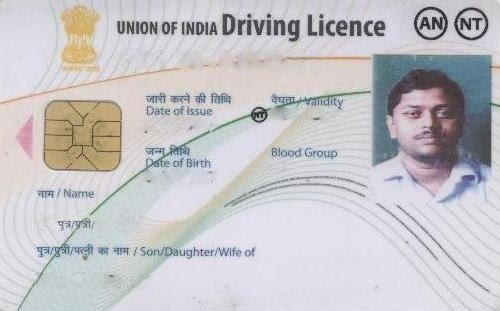 UNION OF INDIA Driving Licence AN NT
जारी करने की तिथि वैधता / Validity
Date of Issue NT
जन्म तिथि Blood Group
Date of Birth
नाम / Name
पुत्र/पुत्री/
पुत्र/पुत्री/पत्नी का नाम / Son/Daughter/Wife of